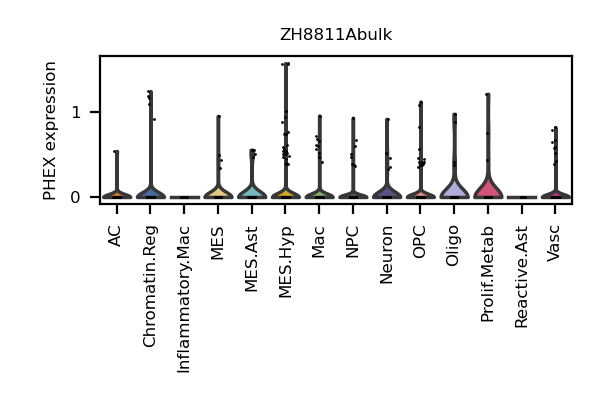 ZH8811Abulk
PHEX expression
1
0
AC
Chromatin.Reg
Inflammatory.Mac
MES
MES.Ast
MES.Hyp
Mac
NPC
Neuron
OPC
Oligo
Prolif.Metab
Reactive.Ast
Vasc